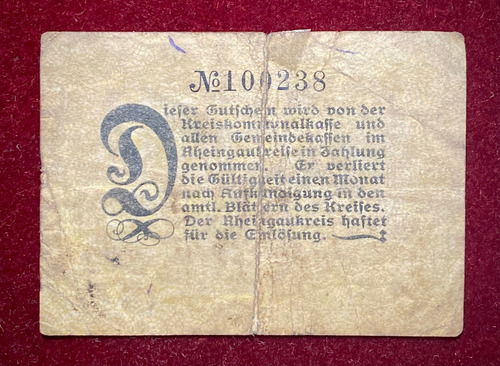 №100238
Dieser Gutschein wird von der
Kreiskommunalkasse und
allen Gemeindekassen im
Rheingaukreise in Zahlung
genommen. Er verliert
die Gültigkeit einen Monat
nach Aufkündigung in den
amtl. Blättern des Kreises.
Der Rheingaukreis haftet
für die Einlösung.